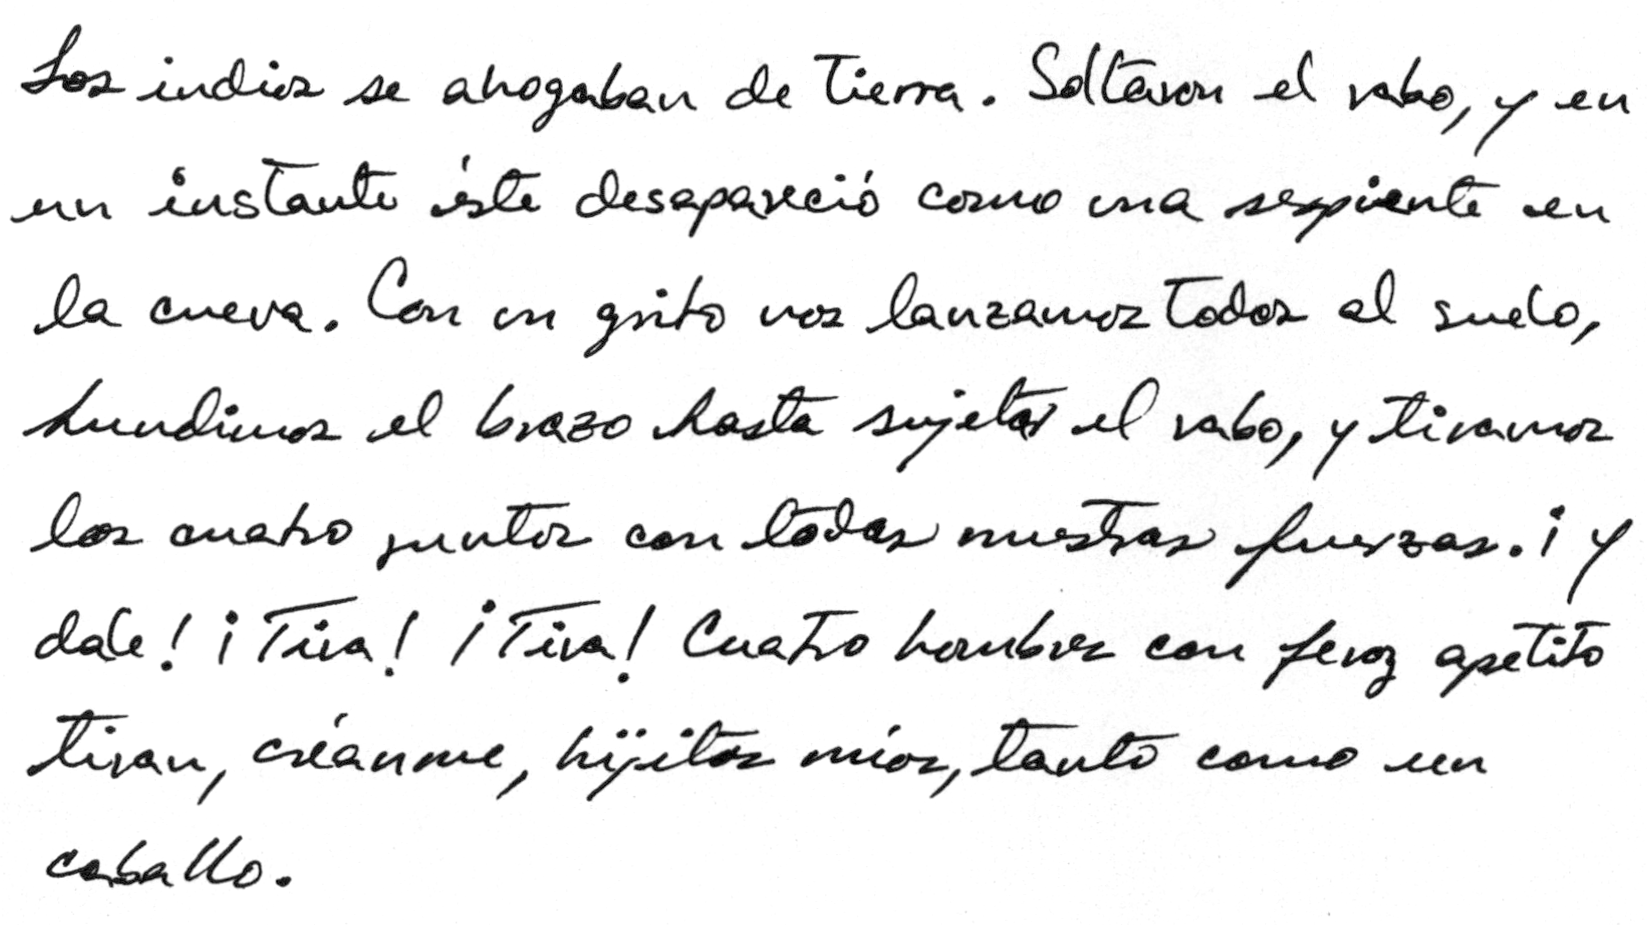 Los indios se ahogaban de tierra. Soltaron el rabo, y en
un instante éste desapareció como una serpiente en
la cueva. Con un grito nos lanzamos todos al suelo,
hundimos el brazo hasta sujetar el rabo, y tiramos
los cuatro juntos con todas nuestras fuerzas. ¡Y
dale! ¡Tira! ¡Tira! Cuatro hombres con feroz apetito
tiran, créanme, hijitos míos, tanto como un
caballo.